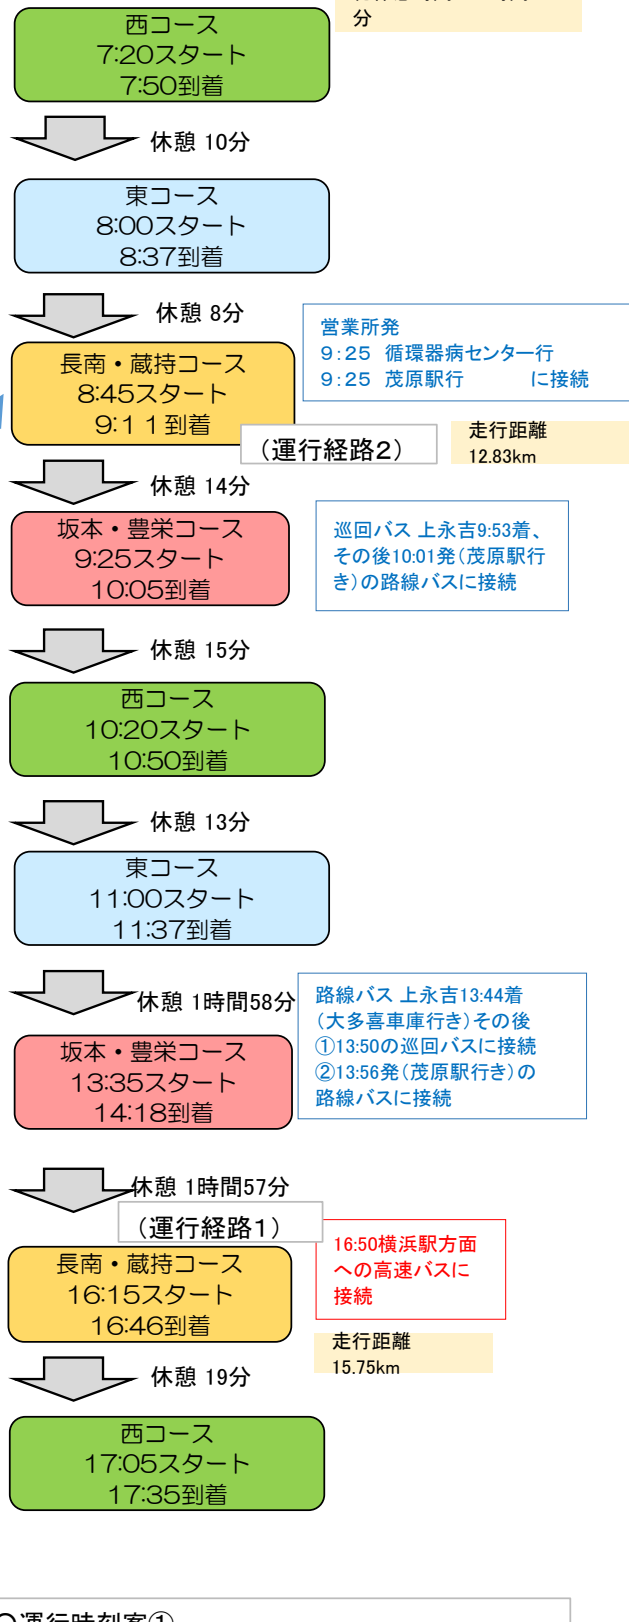 分
西コース
7:20スタート
7:50到着
休憩 10分
東コース
8:00スタート
8:37到着
休憩 8分
営業所発
9:25 循環器病センター行
9:25 茂原駅行 に接続
長南・蔵持コース
8:45スタート
9:11到着
（運行経路2）
走行距離
12.83km
休憩 14分
坂本・豊栄コース
9:25スタート
10:05到着
巡回バス 上永吉9:53着、
その後10:01発（茂原駅行
き）の路線バスに接続
休憩 15分
西コース
10:20スタート
10:50到着
休憩 13分
東コース
11:00スタート
11:37到着
休憩 1時間58分
路線バス 上永吉13:44着
（大多喜車庫行き）その後
①13:50の巡回バスに接続
②13:56発（茂原駅行き）の
路線バスに接続
坂本・豊栄コース
13:35スタート
14:18到着
休憩 1時間57分
（運行経路1）
16:50横浜駅方面
への高速バスに
接続
長南・蔵持コース
16:15スタート
16:46到着
走行距離
15.75km
休憩 19分
西コース
17:05スタート
17:35到着